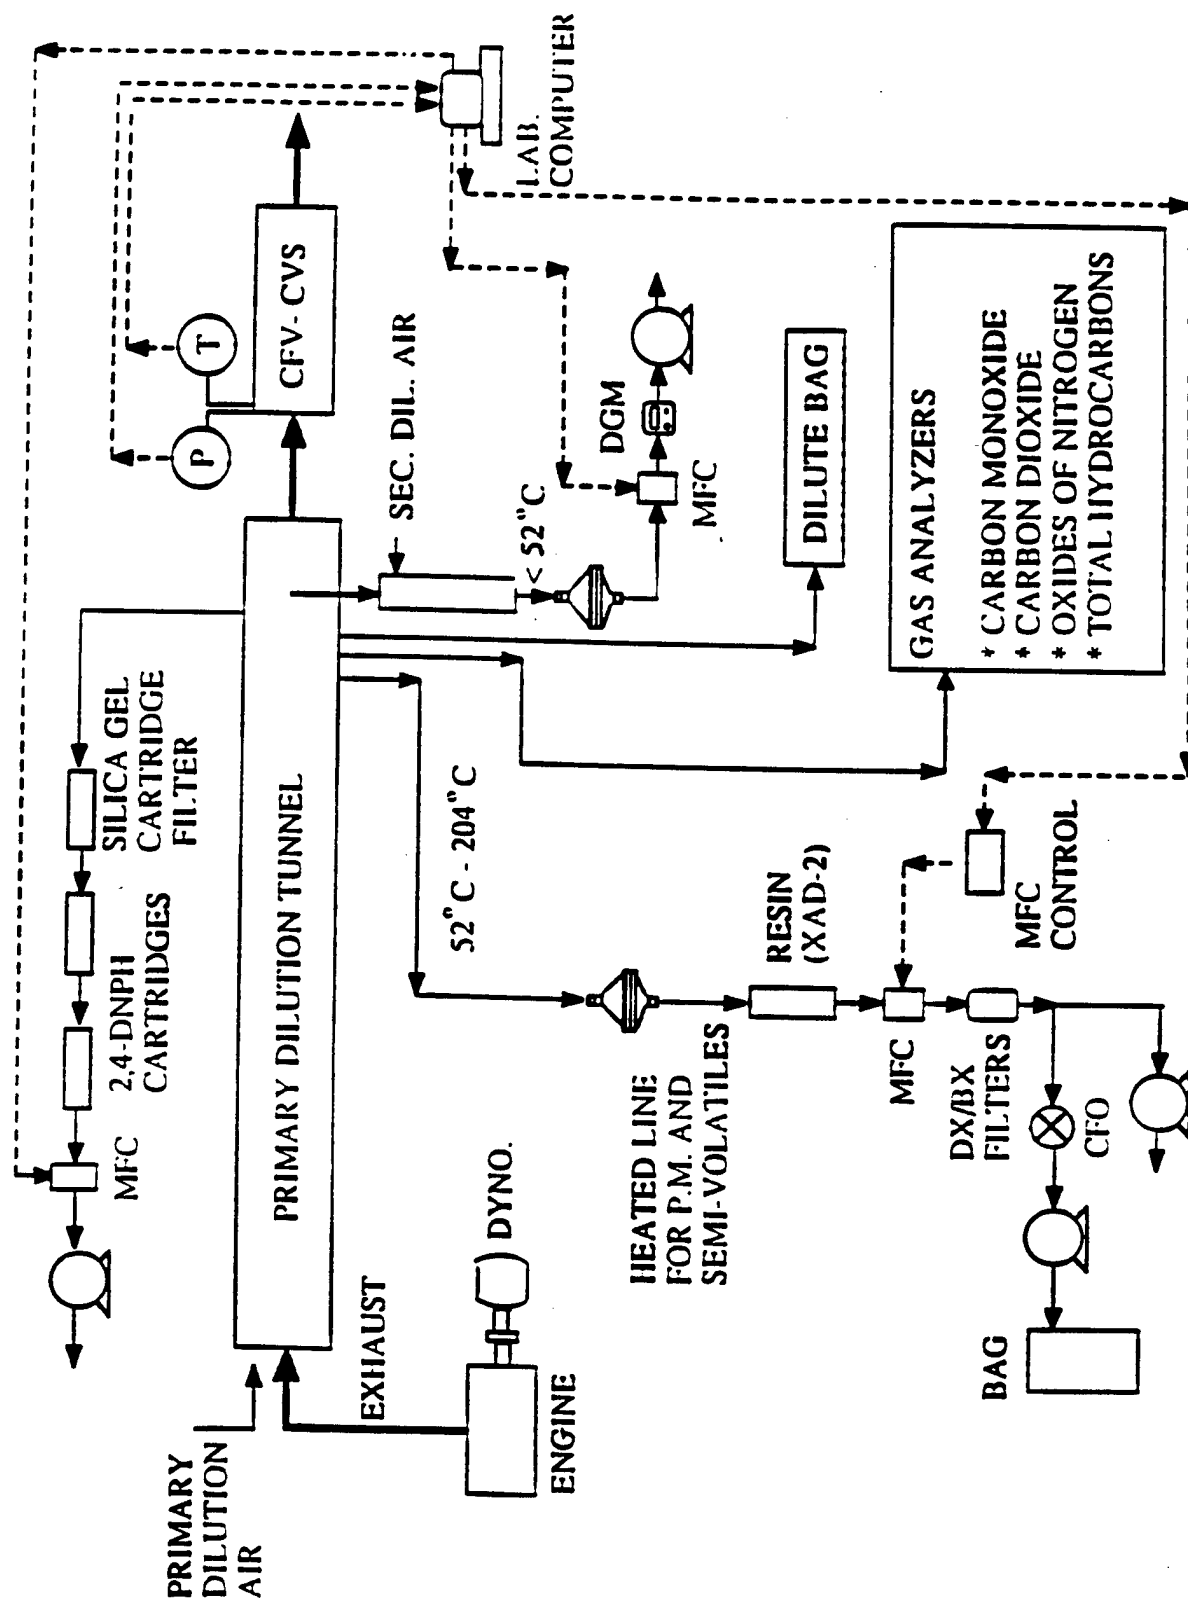 PRIMARY
DILUTION
AIR
EXHAUST
ENGINE
DYNO.
PRIMARY DILUTION TUNNEL
MFC
2,4-DNPH
CARTRIDGES
SILICA GEL
CARTRIDGE
FILTER
P
T
CFV-CVS
LAB.
COMPUTER
SEC. DIL. AIR
< 52°C
DGM
MFC
DILUTE BAG
GAS ANALYZERS
* CARBON MONOXIDE
* CARBON DIOXIDE
* OXIDES OF NITROGEN
* TOTAL HYDROCARBONS
52°C - 204°C
HEATED LINE
FOR P.M. AND
SEMI-VOLATILES
RESIN
(XAD-2)
MFC
MFC
CONTROL
DX/BX
FILTERS
CFO
BAG